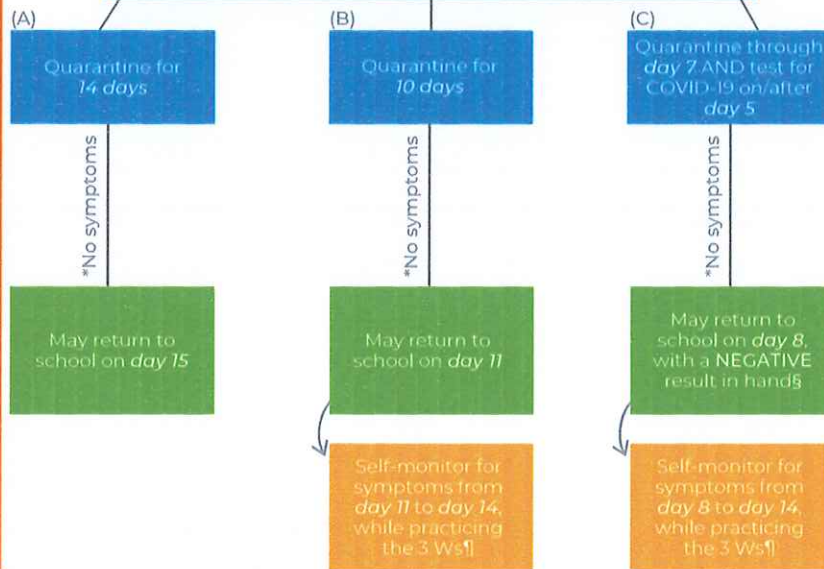 (A)
Quarantine for
14 days
*No symptoms
May return to
school on day 15
(B)
Quarantine for
10 days
*No symptoms
May return to
school on day 11
Self-monitor for
symptoms from
day 11 to day 14,
while practicing
the 3 Ws¶
(C)
Quarantine through
day 7 AND test for
COVID-19 on/after
day 5
*No symptoms
May return to
school on day 8,
with a NEGATIVE
result in hand§
Self-monitor for
symptoms from
day 8 to day 14,
while practicing
the 3 Ws¶